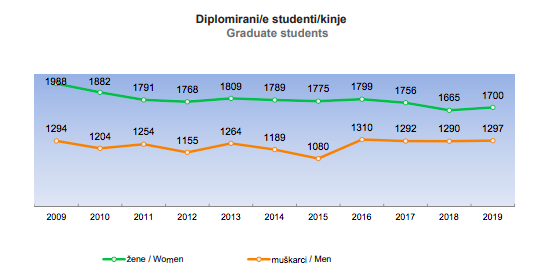 Diplomirani/e studenti/kinje
Graduate students
1988 1882 1791 1768 1809 1789 1775 1799 1756 1665 1700
1294 1204 1254 1155 1264 1189 1080 1310 1292 1290 1297
2009 2010 2011 2012 2013 2014 2015 2016 2017 2018 2019
žene / Women muškarci / Men